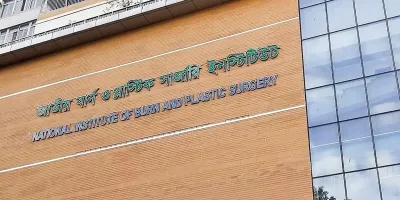 জাতীয় বার্ন ও প্লাস্টিক সার্জারি ইনস্টিটিউট
NATIONAL INSTITUTE OF BURN AND PLASTIC SURGERY